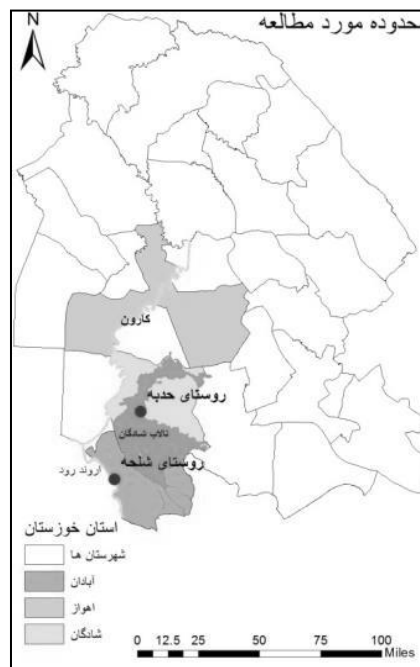 محدوده مورد مطالعه
N
کارون
روستای حدبه
تالاب شادگان
روستای شلحه
اروند رود
استان خوزستان
شهرستان ها
آبادان
اهواز
شادگان
0 12.5 25 50 75 100
Miles